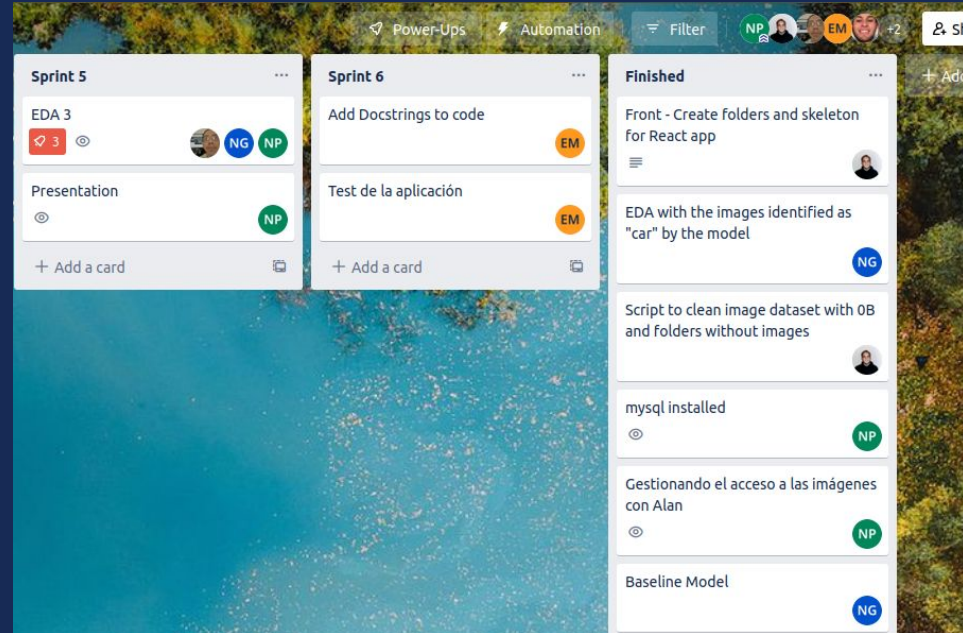 Power-Ups Automation Filter NP EM +2
Sprint 5
EDA 3
3 NG NP
Presentation
NP
+ Add a card
Sprint 6
Add Docstrings to code
EM
Test de la aplicación
EM
+ Add a card
Finished
Front - Create folders and skeleton
for React app
EDA with the images identified as
"car" by the model
NG
Script to clean image dataset with 0B
and folders without images
mysql installed
NP
Gestionando el acceso a las imágenes
con Alan
NP
Baseline Model
NG
+ Add